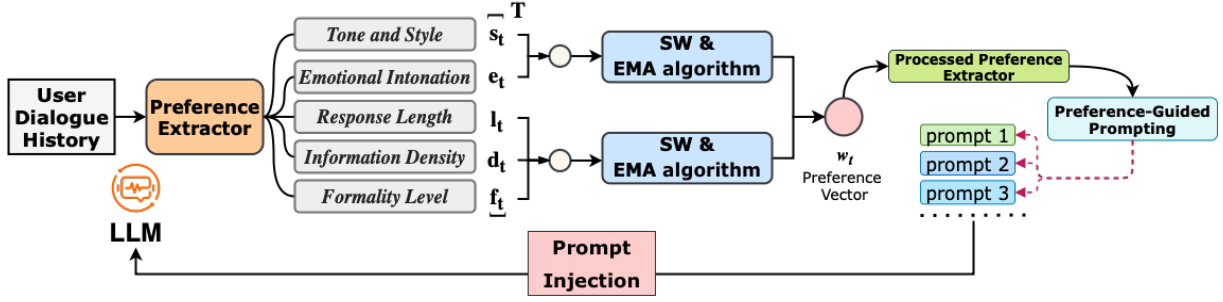 User
Dialogue
History
Preference
Extractor
Tone and Style
Emotional Intonation
Response Length
Information Density
Formality Level
T
s_t
e_t
l_t
d_t
f_t
SW &
EMA algorithm
SW &
EMA algorithm
w_t
Preference
Vector
Processed Preference
Extractor
Preference-Guided
Prompting
prompt 1
prompt 2
prompt 3
. . . . . . . . .
LLM
Prompt
Injection